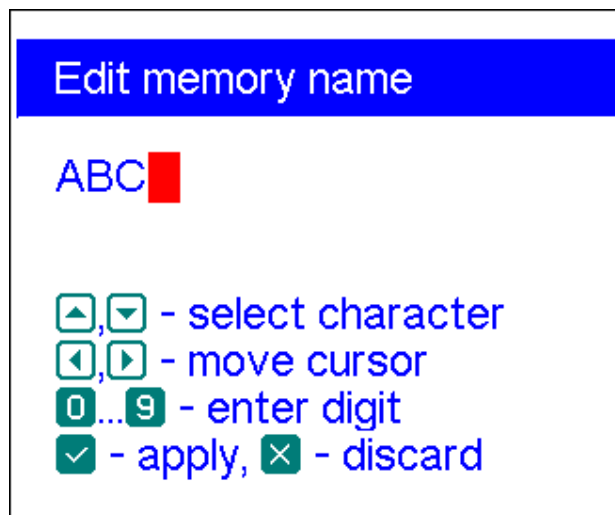 Edit memory name
ABC
▲,▼ - select character
◀,▶ - move cursor
0...9 - enter digit
✓ - apply, ✕ - discard